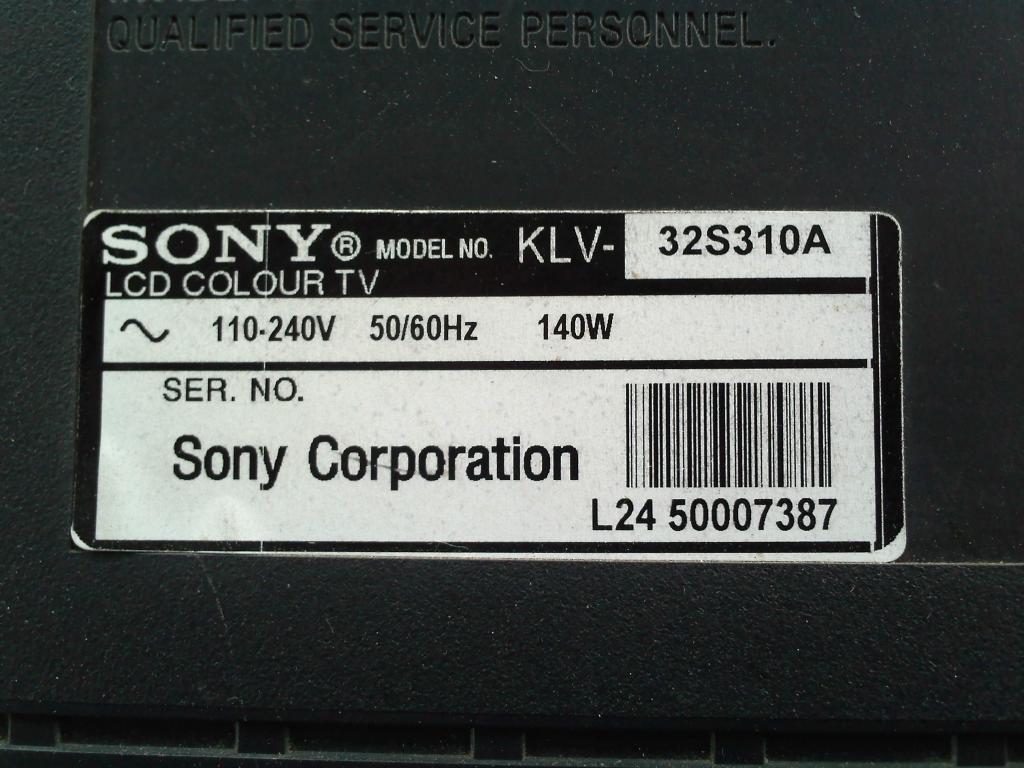 QUALIFIED SERVICE PERSONNEL.
SONY® MODEL NO. KLV-32S310A
LCD COLOUR TV
110-240V 50/60Hz 140W
SER. NO.
Sony Corporation
L24 50007387